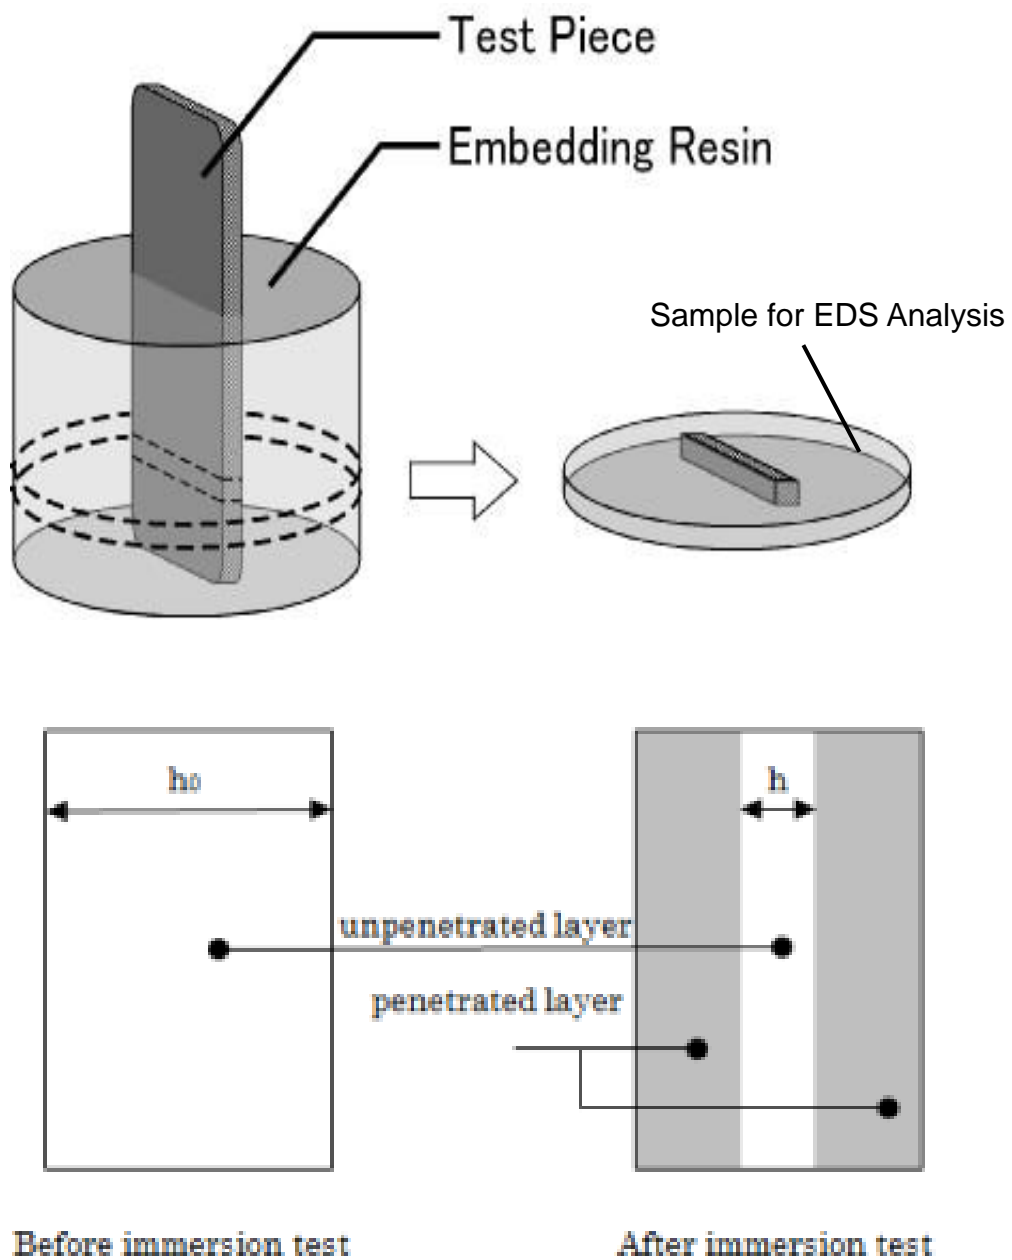 Test Piece
Embedding Resin
Sample for EDS Analysis
h₀
h
unpenetrated layer
penetrated layer
Before immersion test
After immersion test